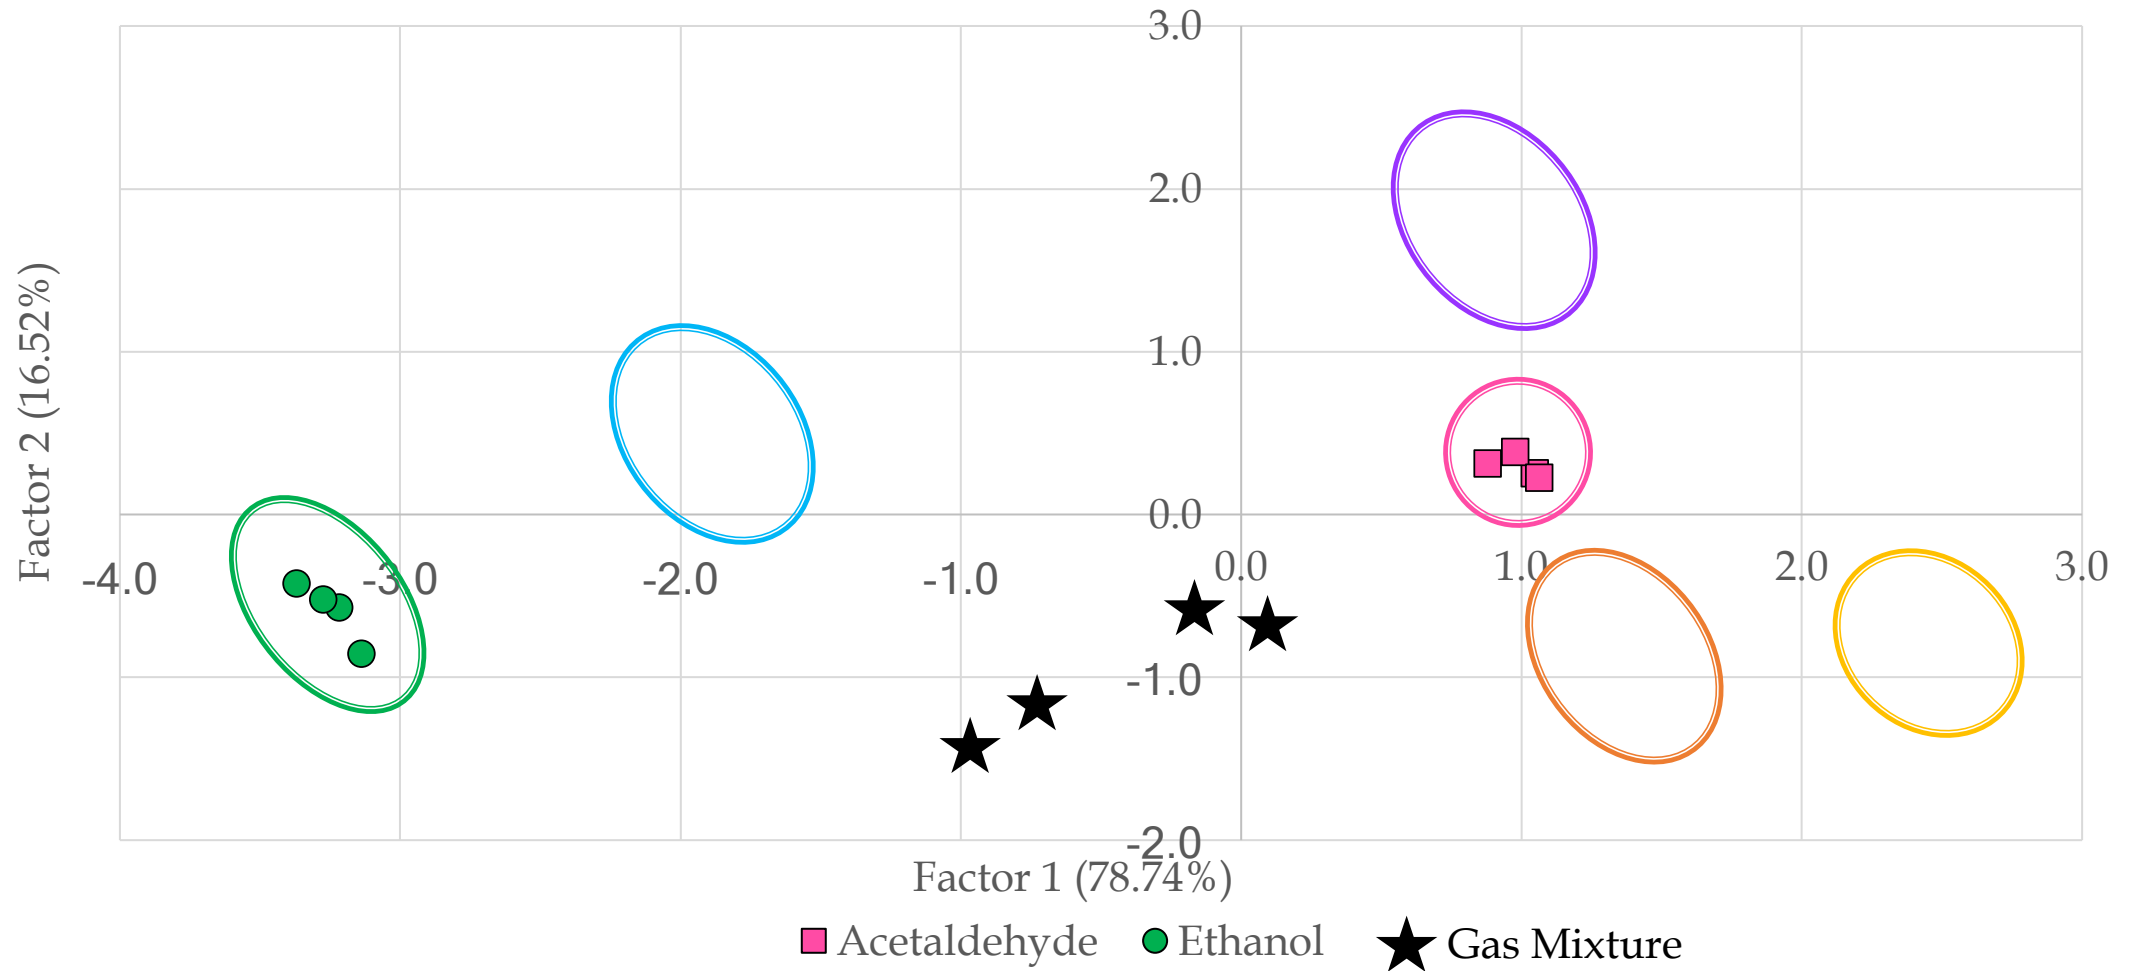 3.0
2.0
1.0
0.0
-4.0 -3.0 -2.0 -1.0 0.0 1.0 2.0 3.0
-1.0
-2.0
Factor 2 (16.52%)
Factor 1 (78.74%)
Acetaldehyde Ethanol Gas Mixture